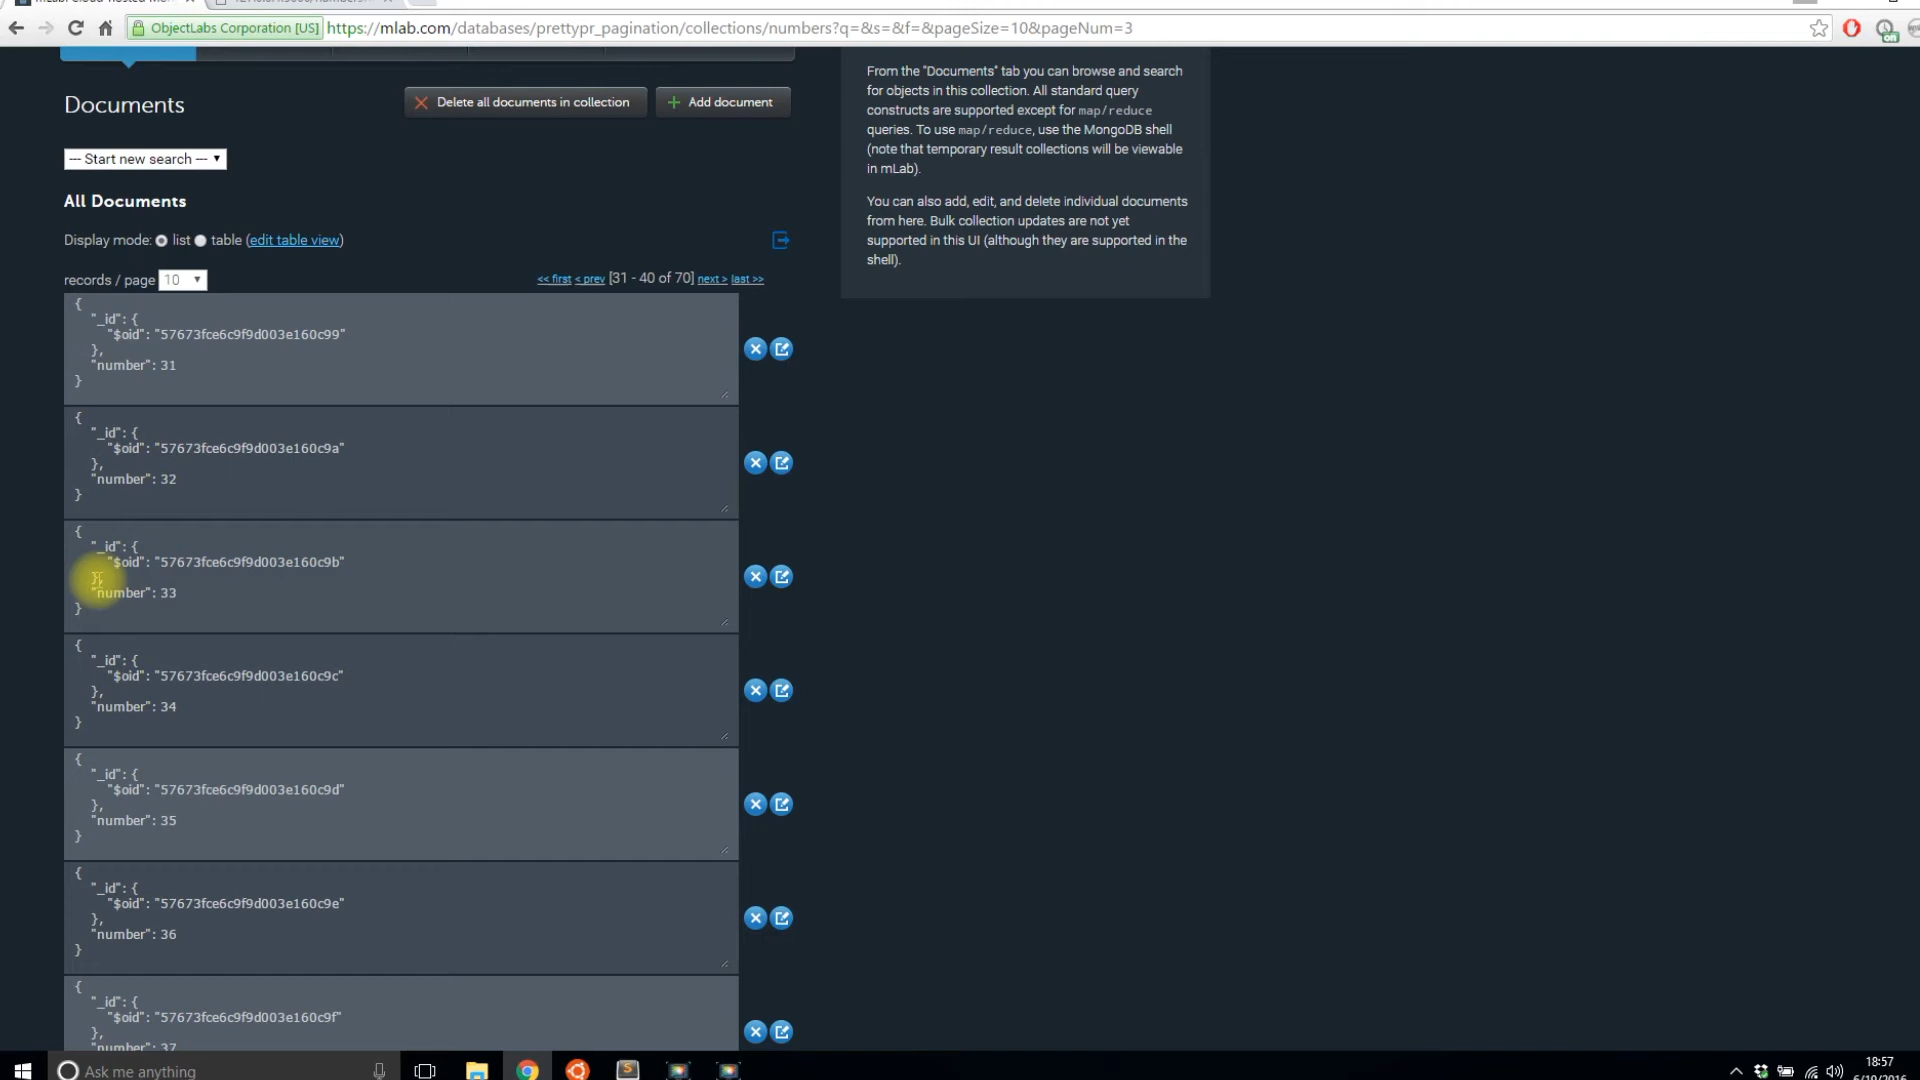 ObjectLabs Corporation [US] https://mlab.com/databases/prettypr_pagination/collections/numbers?q=&s=&f=&pageSize=10&pageNum=3
on
Documents
Delete all documents in collection
Add document
--- Start new search ---
All Documents
Display mode: list table (edit table view)
records / page 10
<< first < prev [31 - 40 of 70] next > last >>
{
"_id": {
"$oid": "57673fce6c9f9d003e160c99"
},
"number": 31
}
{
"_id": {
"$oid": "57673fce6c9f9d003e160c9a"
},
"number": 32
}
{
"_id": {
"$oid": "57673fce6c9f9d003e160c9b"
},
"number": 33
}
{
"_id": {
"$oid": "57673fce6c9f9d003e160c9c"
},
"number": 34
}
{
"_id": {
"$oid": "57673fce6c9f9d003e160c9d"
},
"number": 35
}
{
"_id": {
"$oid": "57673fce6c9f9d003e160c9e"
},
"number": 36
}
{
"_id": {
"$oid": "57673fce6c9f9d003e160c9f"
},
"number": 37
From the "Documents" tab you can browse and search
for objects in this collection. All standard query
constructs are supported except for map/reduce
queries. To use map/reduce, use the MongoDB shell
(note that temporary result collections will be viewable
in mLab).
You can also add, edit, and delete individual documents
from here. Bulk collection updates are not yet
supported in this UI (although they are supported in the
shell).
Ask me anything
18:57
6/19/2016